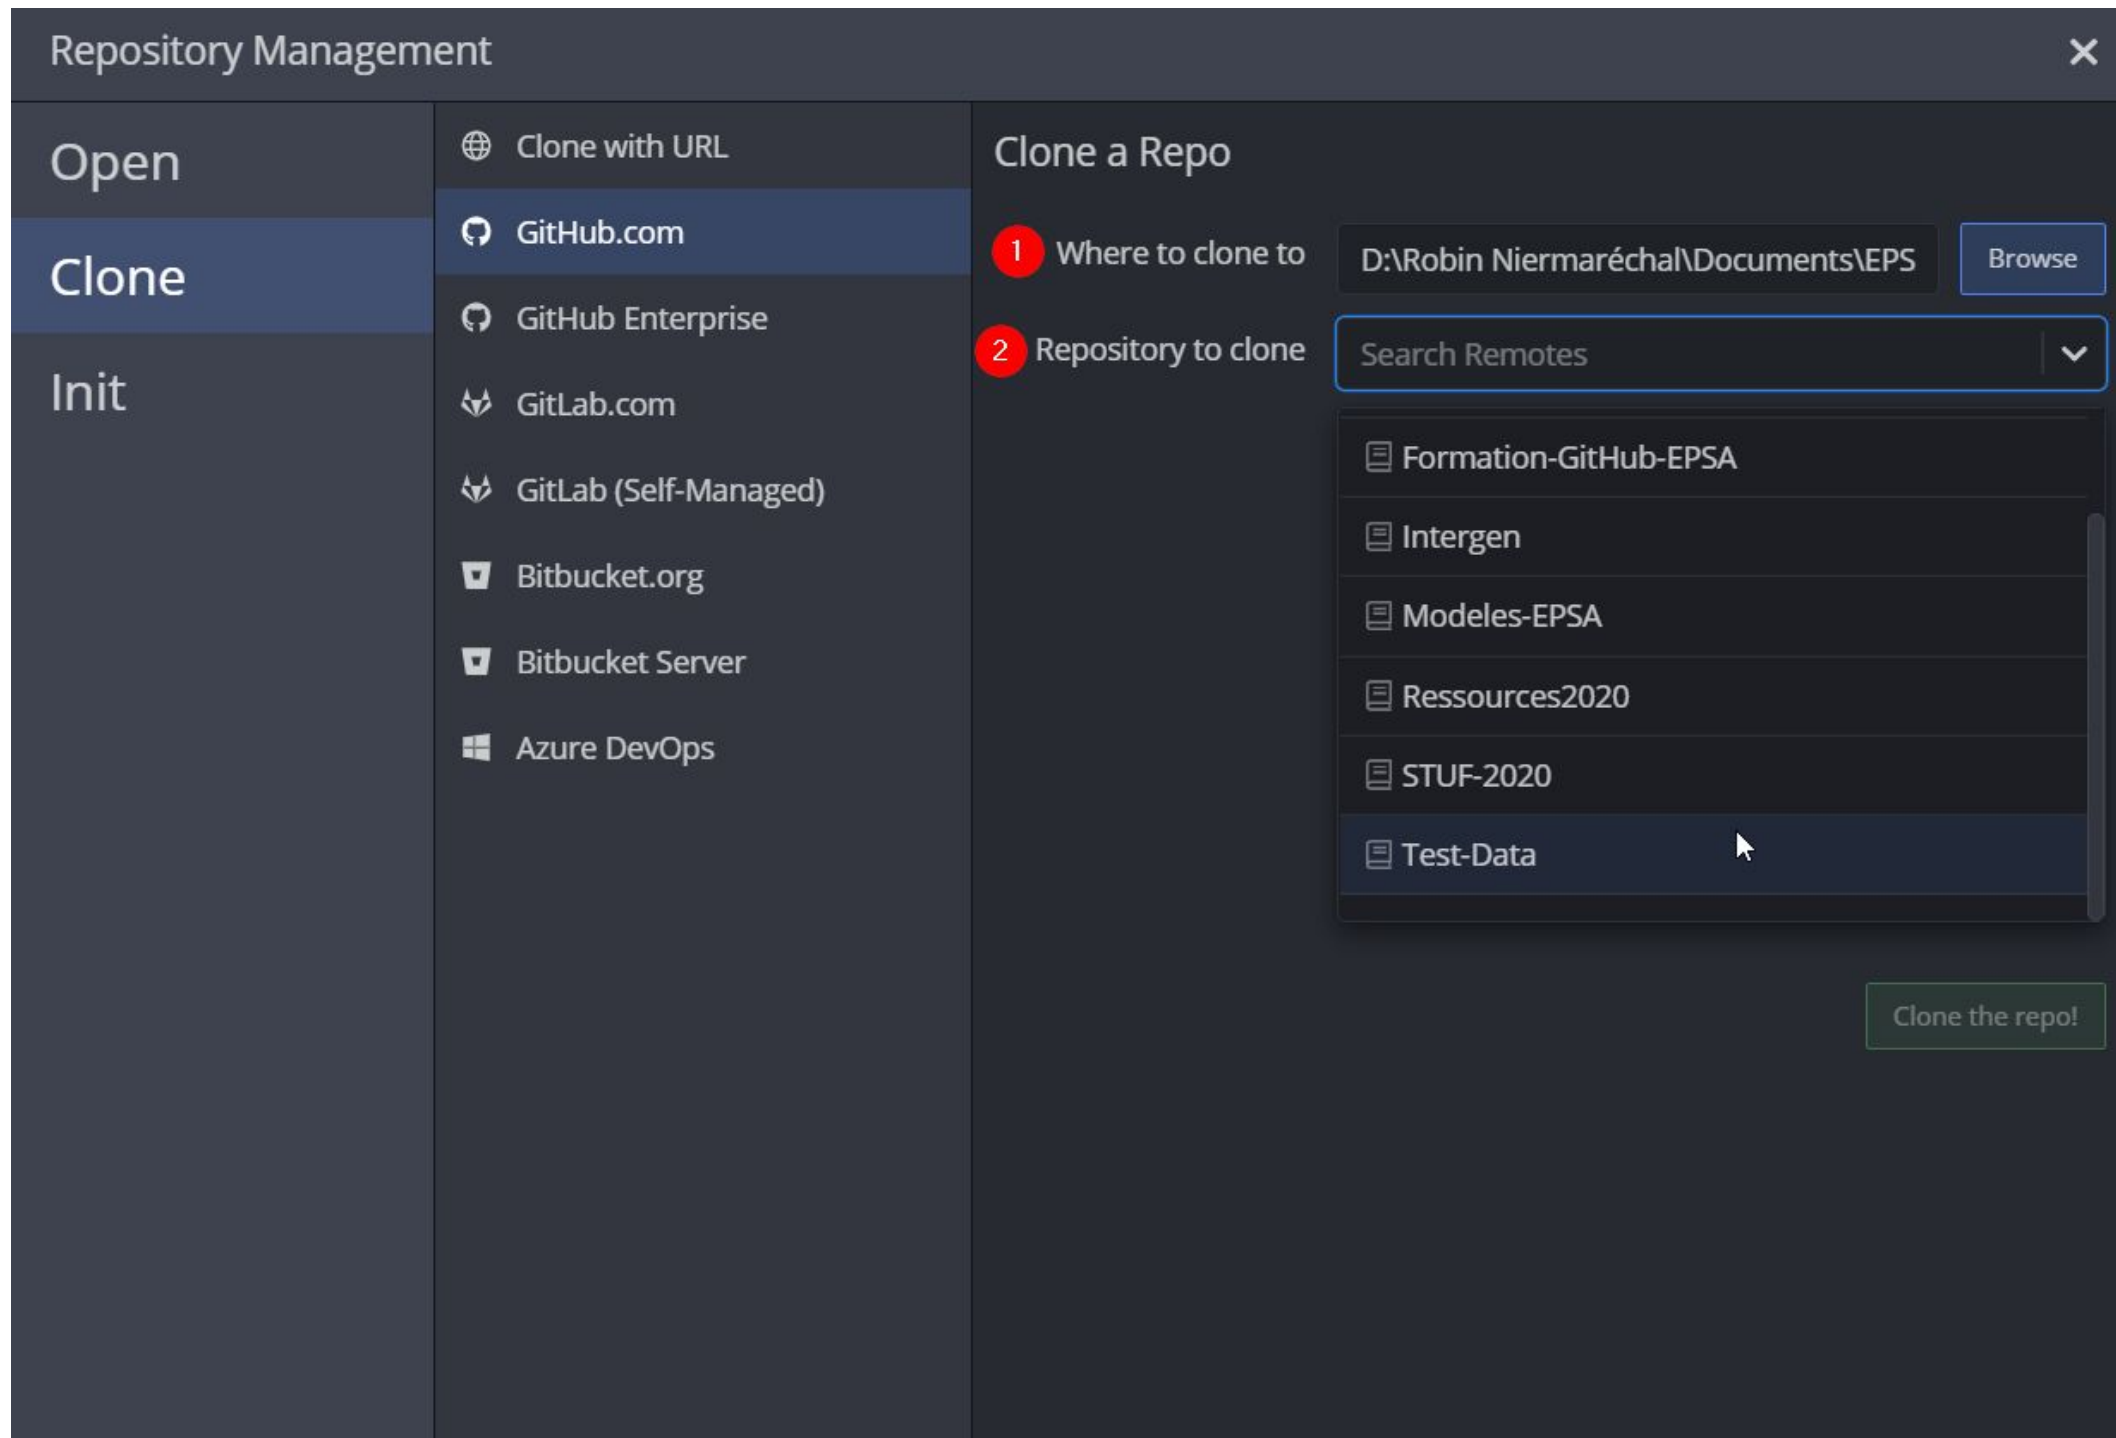 Repository Management
Open
Clone
Init
Clone with URL
GitHub.com
GitHub Enterprise
GitLab.com
GitLab (Self-Managed)
Bitbucket.org
Bitbucket Server
Azure DevOps
Clone a Repo
1 Where to clone to D:\Robin Niermaréchal\Documents\EPS Browse
2 Repository to clone Search Remotes
Formation-GitHub-EPSA
Intergen
Modeles-EPSA
Ressources2020
STUF-2020
Test-Data
Clone the repo!